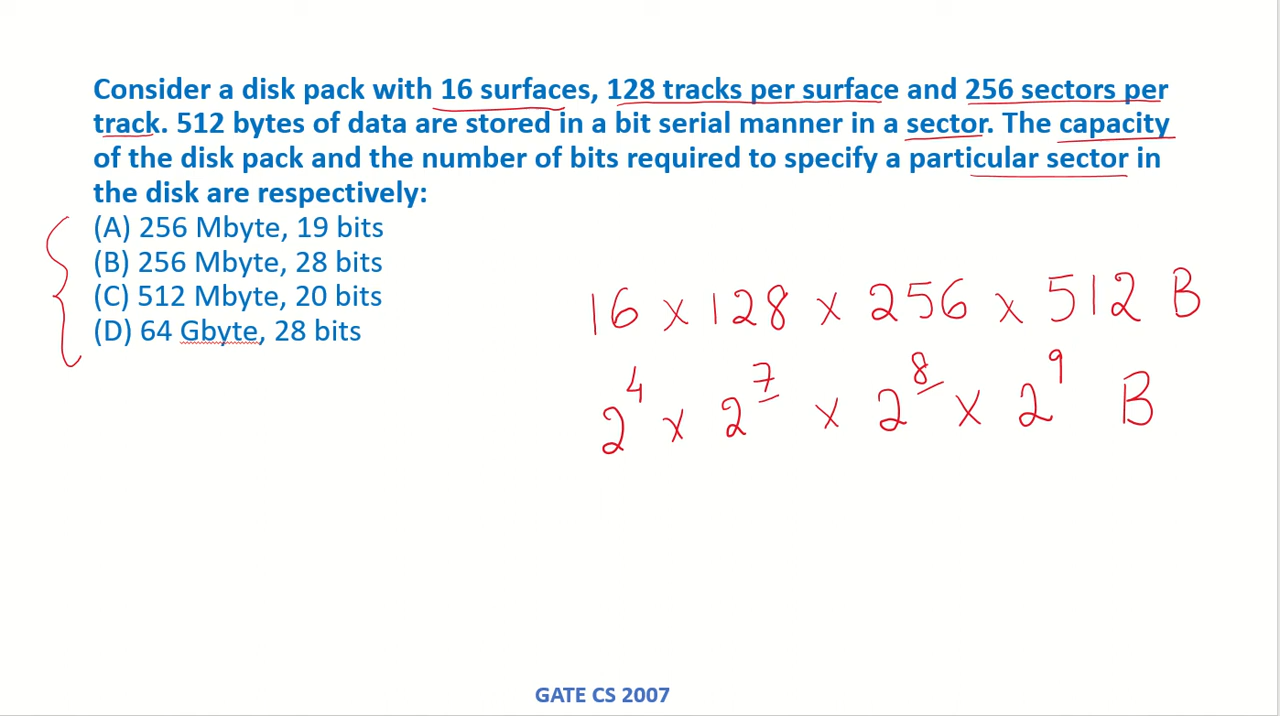 Consider a disk pack with 16 surfaces, 128 tracks per surface and 256 sectors per
track. 512 bytes of data are stored in a bit serial manner in a sector. The capacity
of the disk pack and the number of bits required to specify a particular sector in
the disk are respectively:
(A) 256 Mbyte, 19 bits
(B) 256 Mbyte, 28 bits
(C) 512 Mbyte, 20 bits
(D) 64 Gbyte, 28 bits
16 x 128 x 256 x 512 B
2^4 x 2^7 x 2^8 x 2^9 B
GATE CS 2007